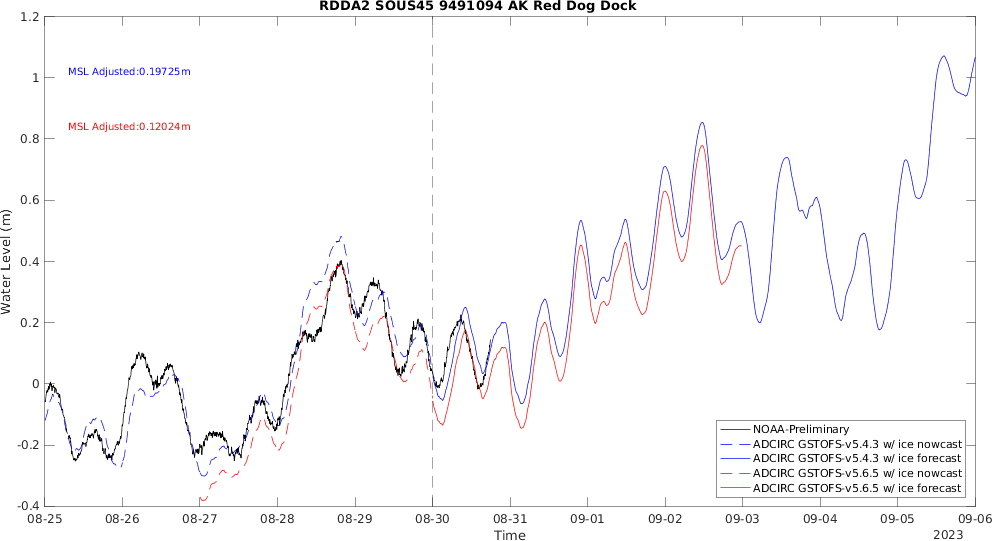 RDDA2 SOUS45 9491094 AK Red Dog Dock
MSL Adjusted:0.19725m
MSL Adjusted:0.12024m
Water Level (m)
1.2
1
0.8
0.6
0.4
0.2
0
-0.2
-0.4
NOAA-Preliminary
ADCIRC GSTOFS-v5.4.3 w/ ice nowcast
ADCIRC GSTOFS-v5.4.3 w/ ice forecast
ADCIRC GSTOFS-v5.6.5 w/ ice nowcast
ADCIRC GSTOFS-v5.6.5 w/ ice forecast
08-25 08-26 08-27 08-28 08-29 08-30 08-31 09-01 09-02 09-03 09-04 09-05 09-06
Time
2023